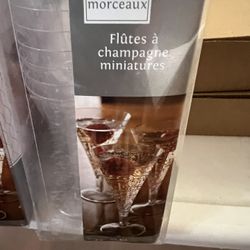 morceaux
Flûtes à
champagne
miniatures